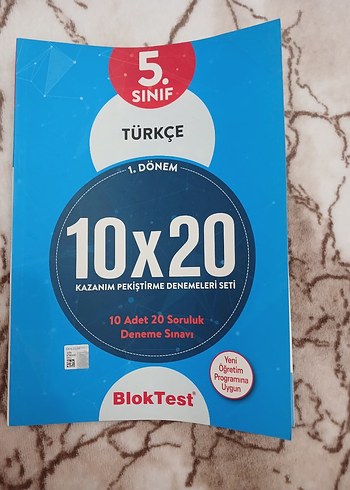 5.
SINIF
TÜRKÇE
1. DÖNEM
10x20
KAZANIM PEKİŞTİRME DENEMELERİ SETİ
10 Adet 20 Soruluk
Deneme Sınavı
Yeni
Öğretim
Programına
Uygun
BlokTest®